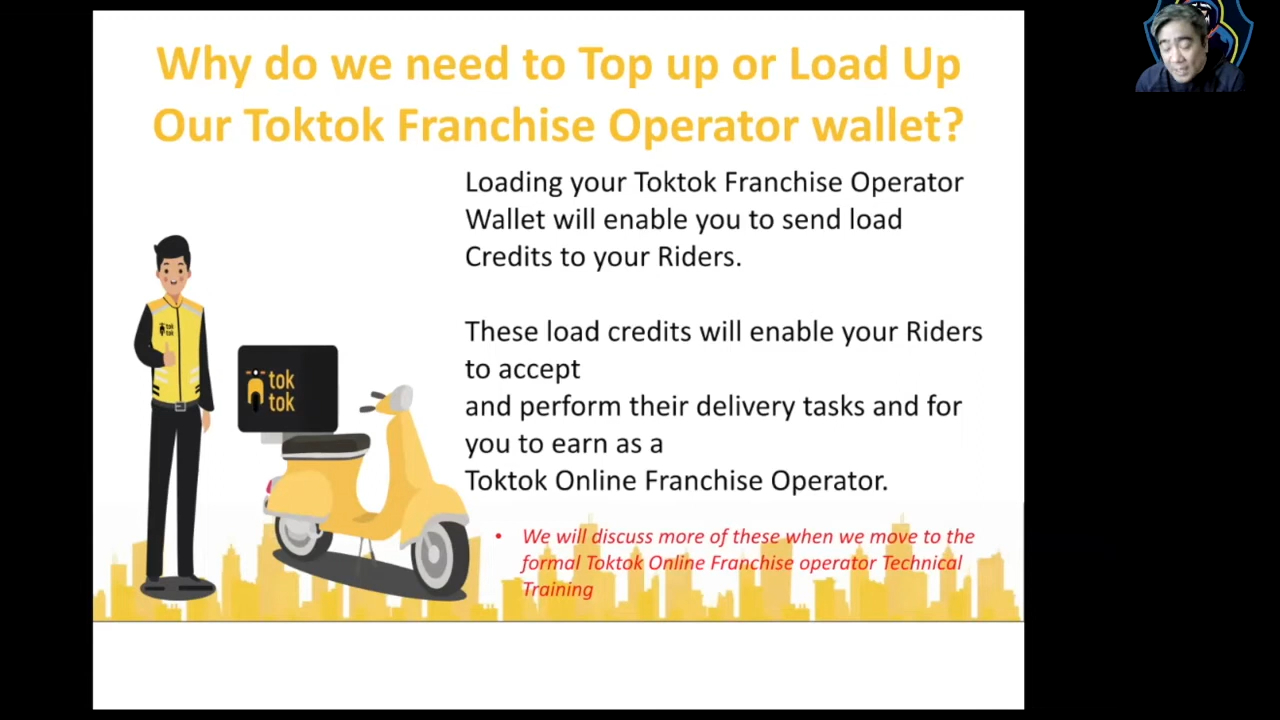 Why do we need to Top up or Load Up
Our Toktok Franchise Operator wallet?
Loading your Toktok Franchise Operator
Wallet will enable you to send load
Credits to your Riders.
These load credits will enable your Riders
to accept
and perform their delivery tasks and for
you to earn as a
Toktok Online Franchise Operator.
• We will discuss more of these when we move to the
formal Toktok Online Franchise operator Technical
Training
tok
tok
tok
tok